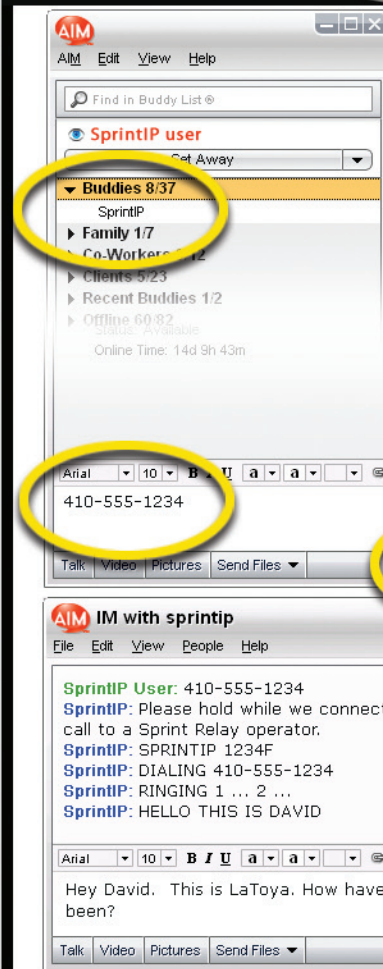 AIM
AIM Edit View Help
Find in Buddy List ®
SprintIP user
Get Away
Buddies 8/37
SprintIP
Family 1/7
Co-Workers /12
Clients 5/23
Recent Buddies 1/2
Offline 60/82
Status: Available
Online Time: 14d 9h 43m
Arial 10 B I U a a
410-555-1234
Talk Video Pictures Send Files
AIM IM with sprintip
File Edit View People Help
SprintIP User: 410-555-1234
SprintIP: Please hold while we connect
call to a Sprint Relay operator.
SprintIP: SPRINTIP 1234F
SprintIP: DIALING 410-555-1234
SprintIP: RINGING 1 ... 2 ...
SprintIP: HELLO THIS IS DAVID
Arial 10 B I U a a
Hey David. This is LaToya. How have
been?
Talk Video Pictures Send Files